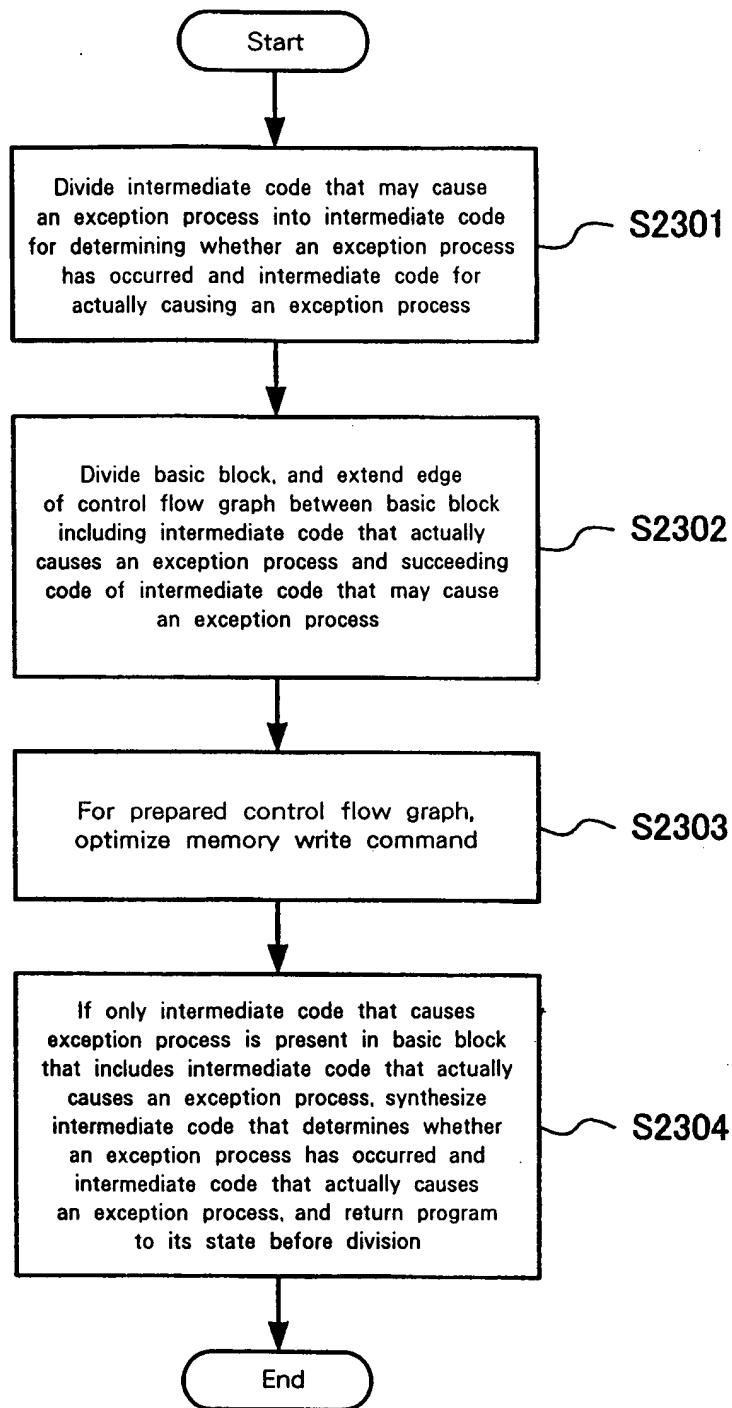 Start
Divide intermediate code that may cause
an exception process into intermediate code
for determining whether an exception process
has occurred and intermediate code for
actually causing an exception process
S2301
Divide basic block, and extend edge
of control flow graph between basic block
including intermediate code that actually
causes an exception process and succeeding
code of intermediate code that may cause
an exception process
S2302
For prepared control flow graph,
optimize memory write command
S2303
If only intermediate code that causes
exception process is present in basic block
that includes intermediate code that actually
causes an exception process, synthesize
intermediate code that determines whether
an exception process has occurred and
intermediate code that actually causes
an exception process, and return program
to its state before division
S2304
End